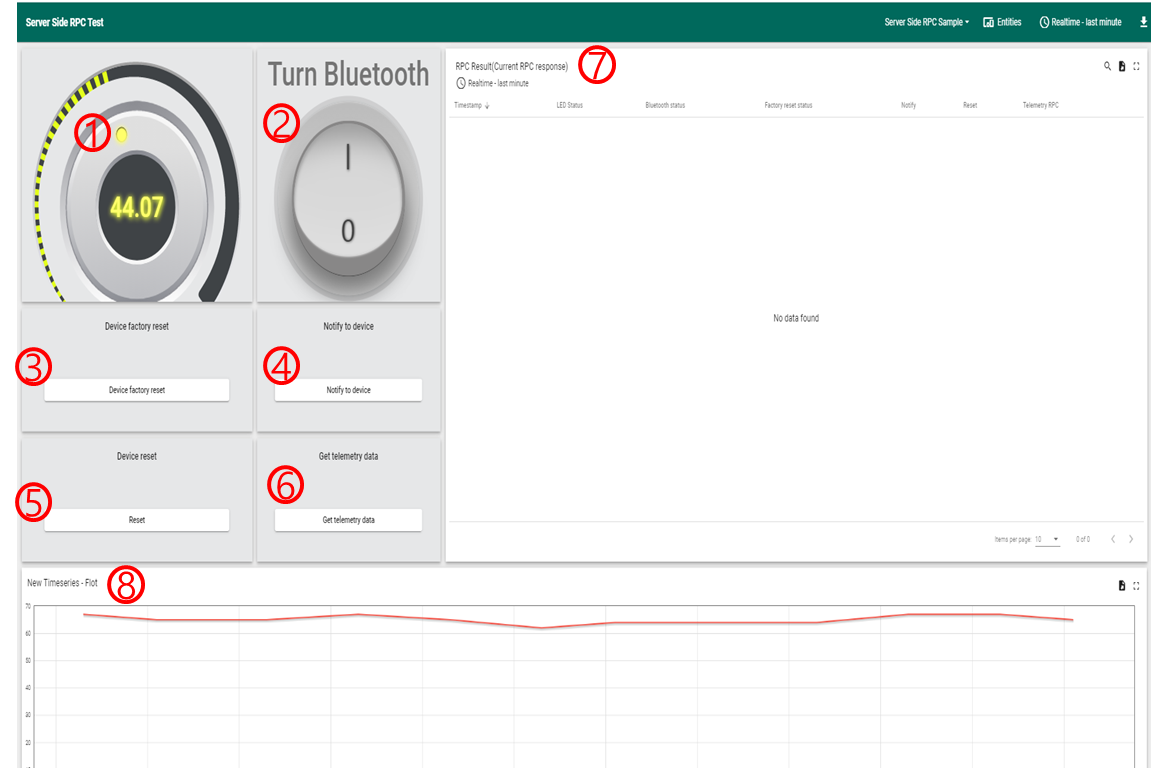 Server Side RPC Test
Server Side RPC Sample
Entities
Realtime - last minute
①
44.07
Turn Bluetooth
②
I
0
RPC Result(Current RPC response)
⑦
Realtime - last minute
Timestamp ↓ LED Status Bluetooth status Factory reset status Notify Reset Telemetry RPC
No data found
Items per page: 10 0 of 0
Device factory reset
③
Device factory reset
Notify to device
④
Notify to device
Device reset
⑤
Reset
Get telemetry data
⑥
Get telemetry data
New Timeseries - Flot
⑧
70
60
50
40
30
20